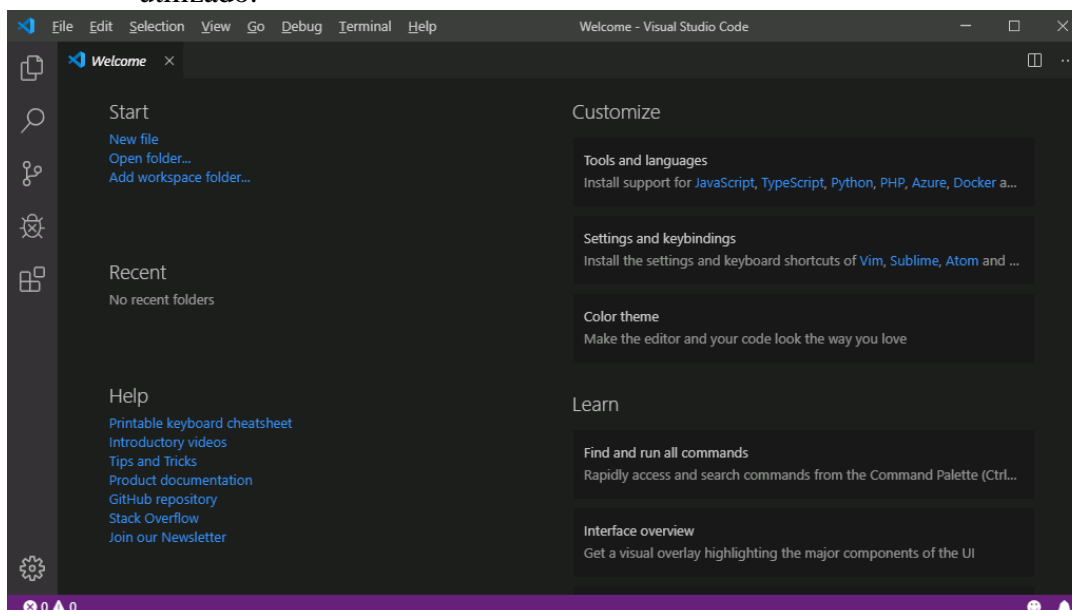 utilizado.
File Edit Selection View Go Debug Terminal Help Welcome - Visual Studio Code
Welcome
Start
New file
Open folder...
Add workspace folder...
Recent
No recent folders
Help
Printable keyboard cheatsheet
Introductory videos
Tips and Tricks
Product documentation
GitHub repository
Stack Overflow
Join our Newsletter
Customize
Tools and languages
Install support for JavaScript, TypeScript, Python, PHP, Azure, Docker a...
Settings and keybindings
Install the settings and keyboard shortcuts of Vim, Sublime, Atom and ...
Color theme
Make the editor and your code look the way you love
Learn
Find and run all commands
Rapidly access and search commands from the Command Palette (Ctrl...
Interface overview
Get a visual overlay highlighting the major components of the UI
0 0